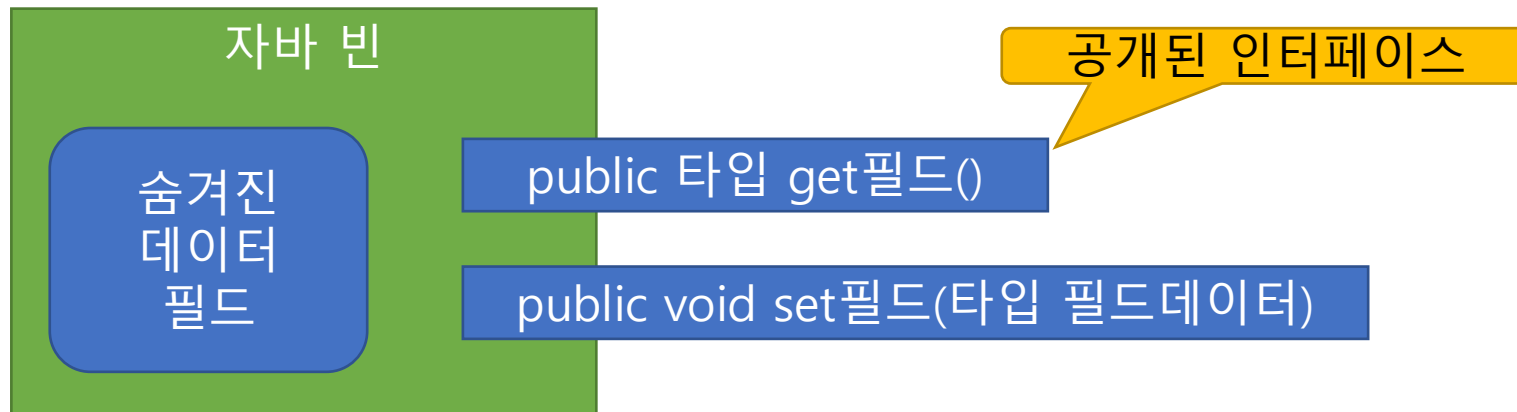 자바 빈
공개된 인터페이스
숨겨진
데이터
필드
public 타입 get필드()
public void set필드(타입 필드데이터)